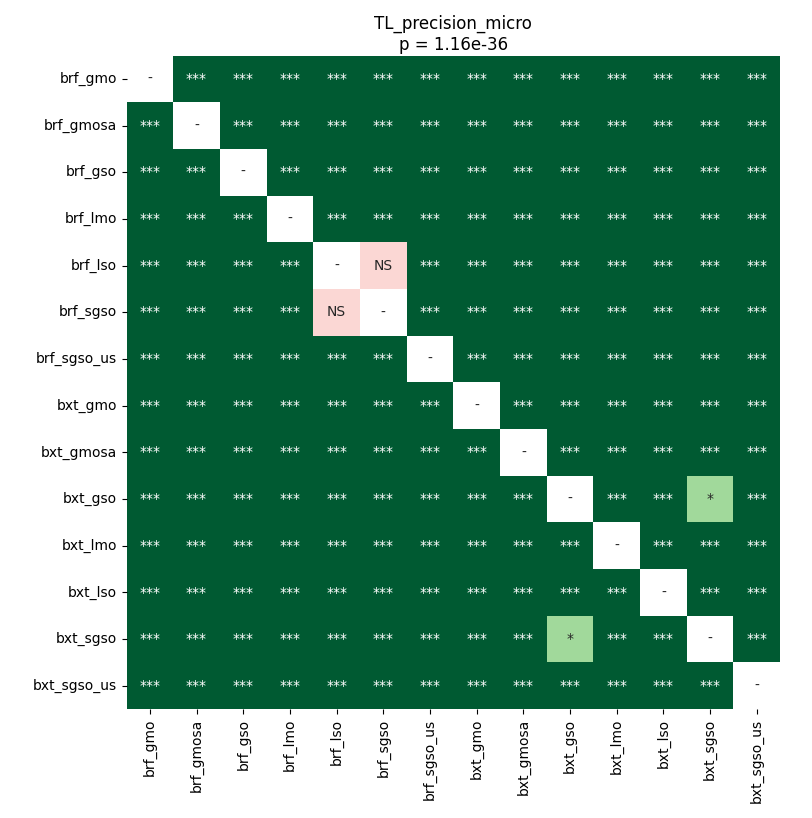 TL_precision_micro
p = 1.16e-36
brf_gmo - *** *** *** *** *** *** *** *** *** *** *** *** ***
brf_gmosa *** - *** *** *** *** *** *** *** *** *** *** *** ***
brf_gso *** *** - *** *** *** *** *** *** *** *** *** *** ***
brf_lmo *** *** *** - *** *** *** *** *** *** *** *** *** ***
brf_lso *** *** *** *** - NS *** *** *** *** *** *** *** ***
brf_sgso *** *** *** *** NS - *** *** *** *** *** *** *** ***
brf_sgso_us *** *** *** *** *** *** - *** *** *** *** *** *** ***
bxt_gmo *** *** *** *** *** *** *** - *** *** *** *** *** ***
bxt_gmosa *** *** *** *** *** *** *** *** - *** *** *** *** ***
bxt_gso *** *** *** *** *** *** *** *** *** - *** *** * ***
bxt_lmo *** *** *** *** *** *** *** *** *** *** - *** *** ***
bxt_lso *** *** *** *** *** *** *** *** *** *** *** - *** ***
bxt_sgso *** *** *** *** *** *** *** *** *** * *** *** - ***
bxt_sgso_us *** *** *** *** *** *** *** *** *** *** *** *** *** -
brf_gmo
brf_gmosa
brf_gso
brf_lmo
brf_lso
brf_sgso
brf_sgso_us
bxt_gmo
bxt_gmosa
bxt_gso
bxt_lmo
bxt_lso
bxt_sgso
bxt_sgso_us